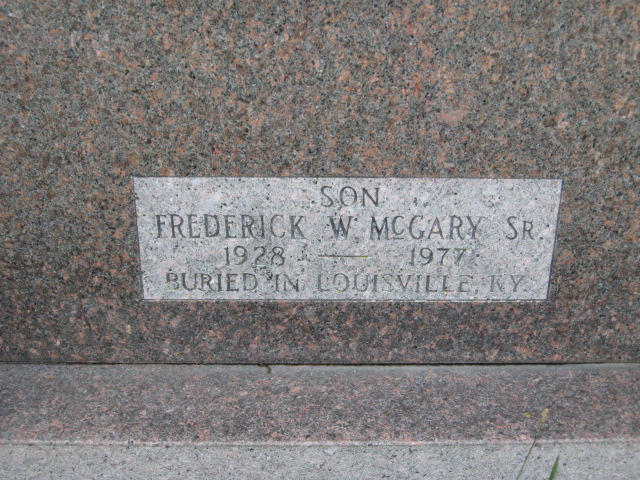 SON
FREDERICK W. McGARY SR.
1928 — 1977
BURIED IN LOUISVILLE, KY.